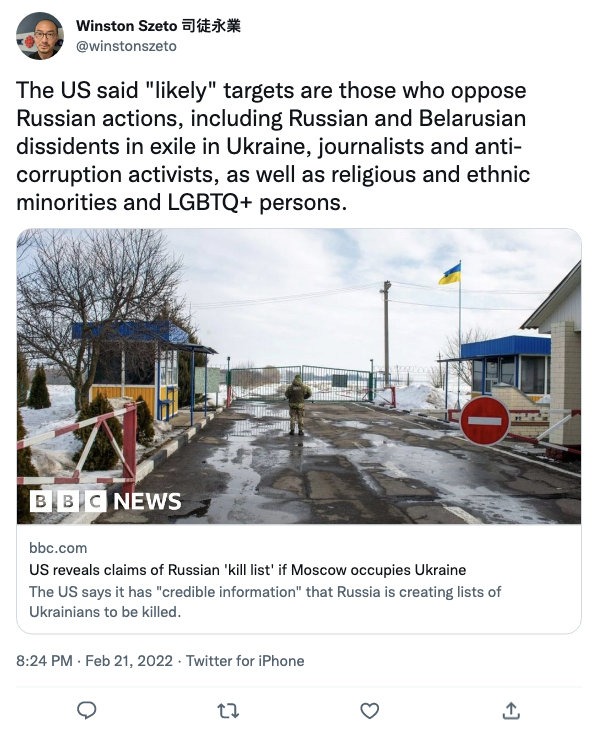 Winston Szeto 司徒永業
@winstonszeto
The US said "likely" targets are those who oppose
Russian actions, including Russian and Belarusian
dissidents in exile in Ukraine, journalists and anti-
corruption activists, as well as religious and ethnic
minorities and LGBTQ+ persons.
BBC NEWS
bbc.com
US reveals claims of Russian 'kill list' if Moscow occupies Ukraine
The US says it has "credible information" that Russia is creating lists of
Ukrainians to be killed.
8:24 PM · Feb 21, 2022 · Twitter for iPhone